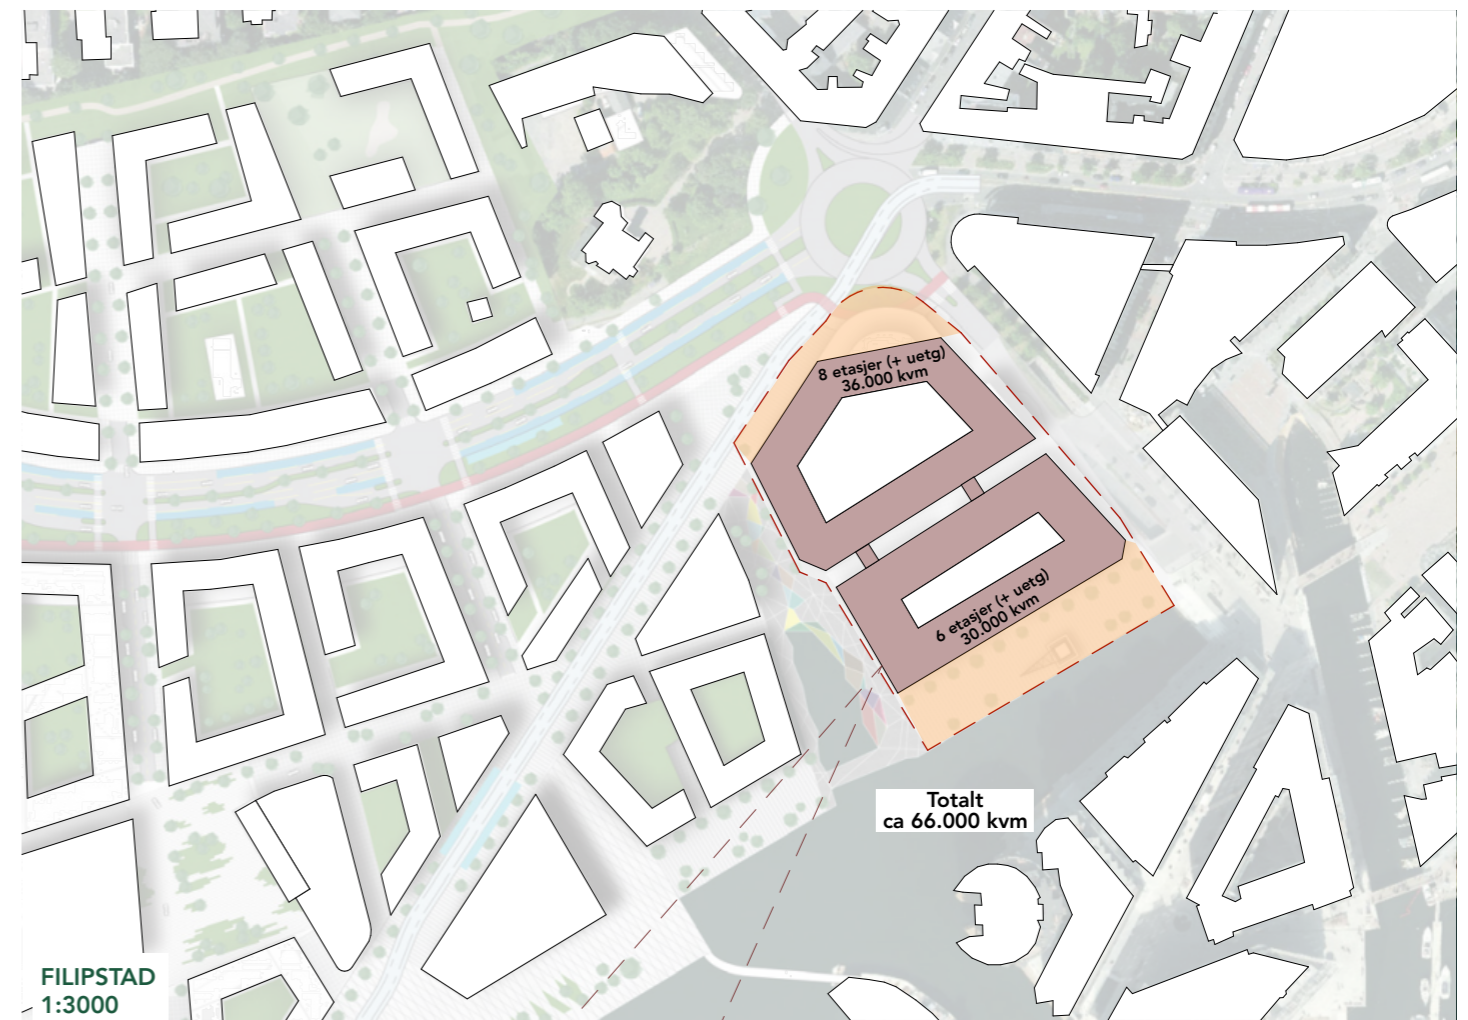 8 etasjer (+ uetg)
36.000 kvm
6 etasjer (+ uetg)
30.000 kvm
Totalt
ca 66.000 kvm
FILIPSTAD
1:3000